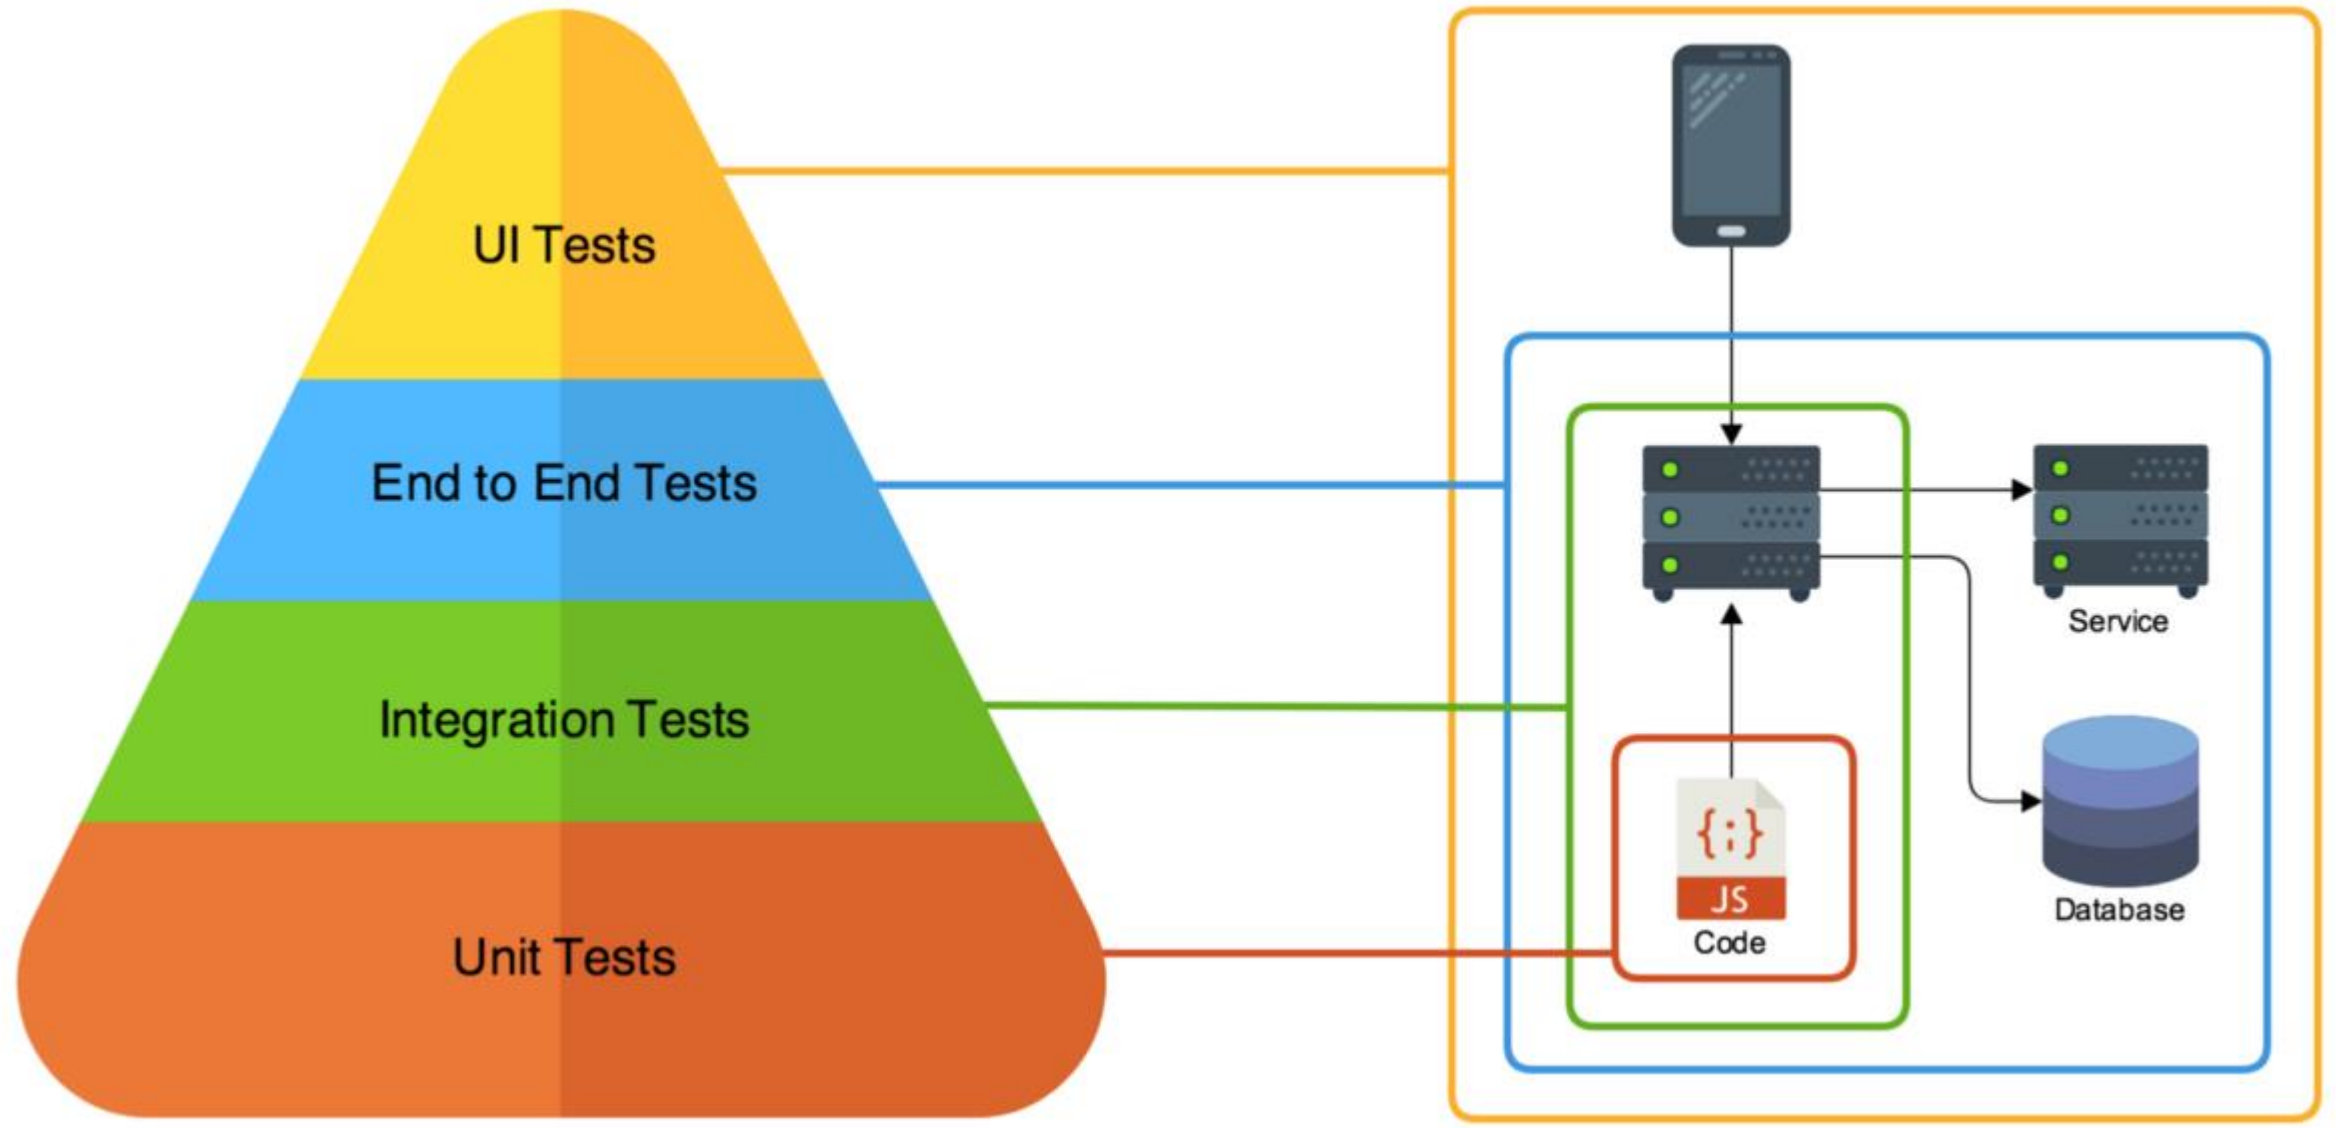 UI Tests
End to End Tests
Integration Tests
Unit Tests
Service
{;}
JS
Code
Database